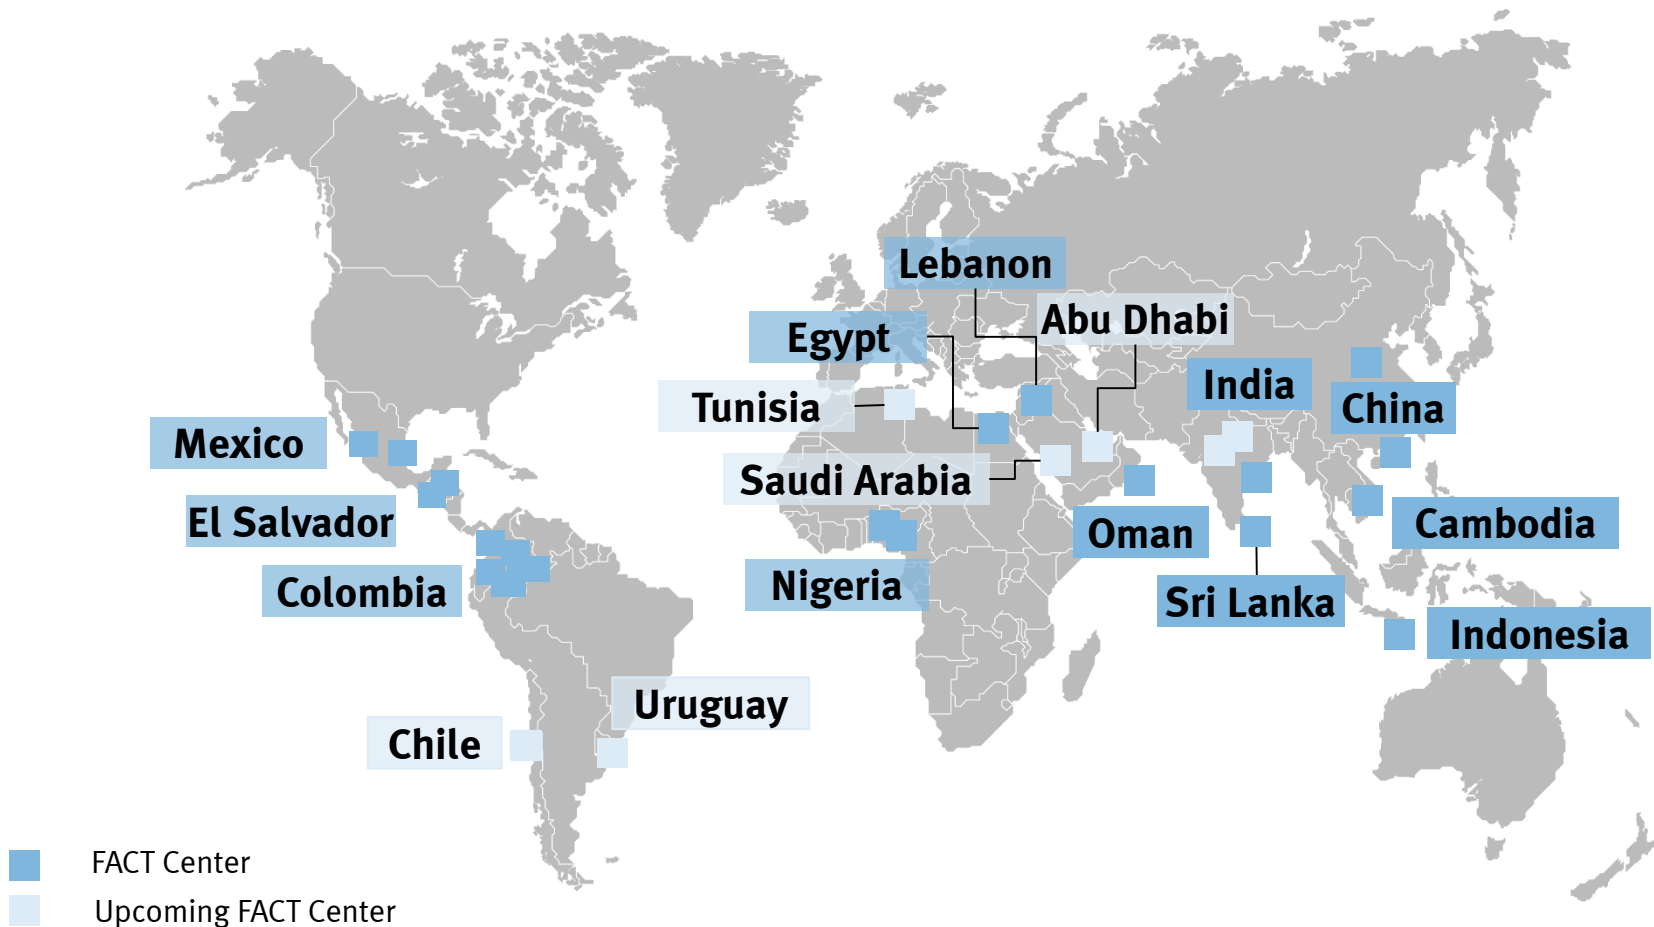 Lebanon
Abu Dhabi
Egypt
India
Tunisia
China
Mexico
Saudi Arabia
El Salvador
Cambodia
Oman
Colombia
Nigeria
Sri Lanka
Indonesia
Uruguay
Chile
FACT Center
Upcoming FACT Center